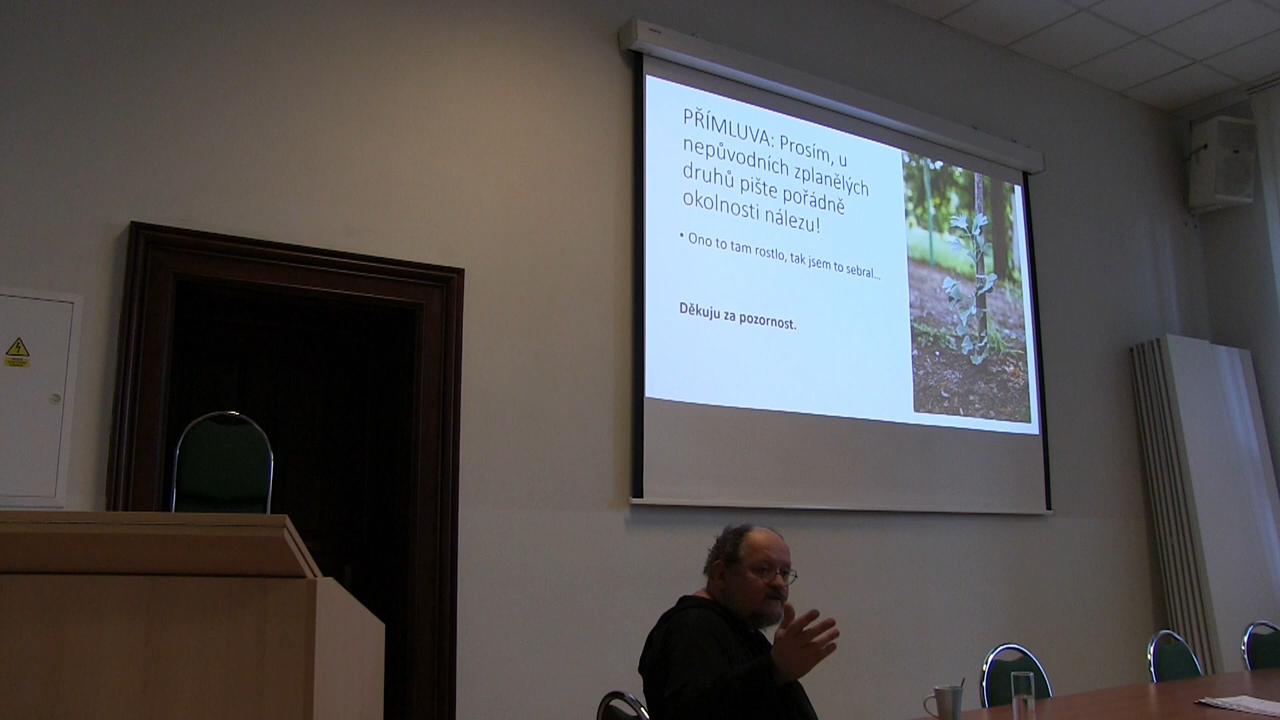 PŘÍMLUVA: Prosím, u
nepůvodních zplanělých
druhů pište pořádně
okolnosti nálezu!
• Ono to tam rostlo, tak jsem to sebral...
Děkuju za pozornost.